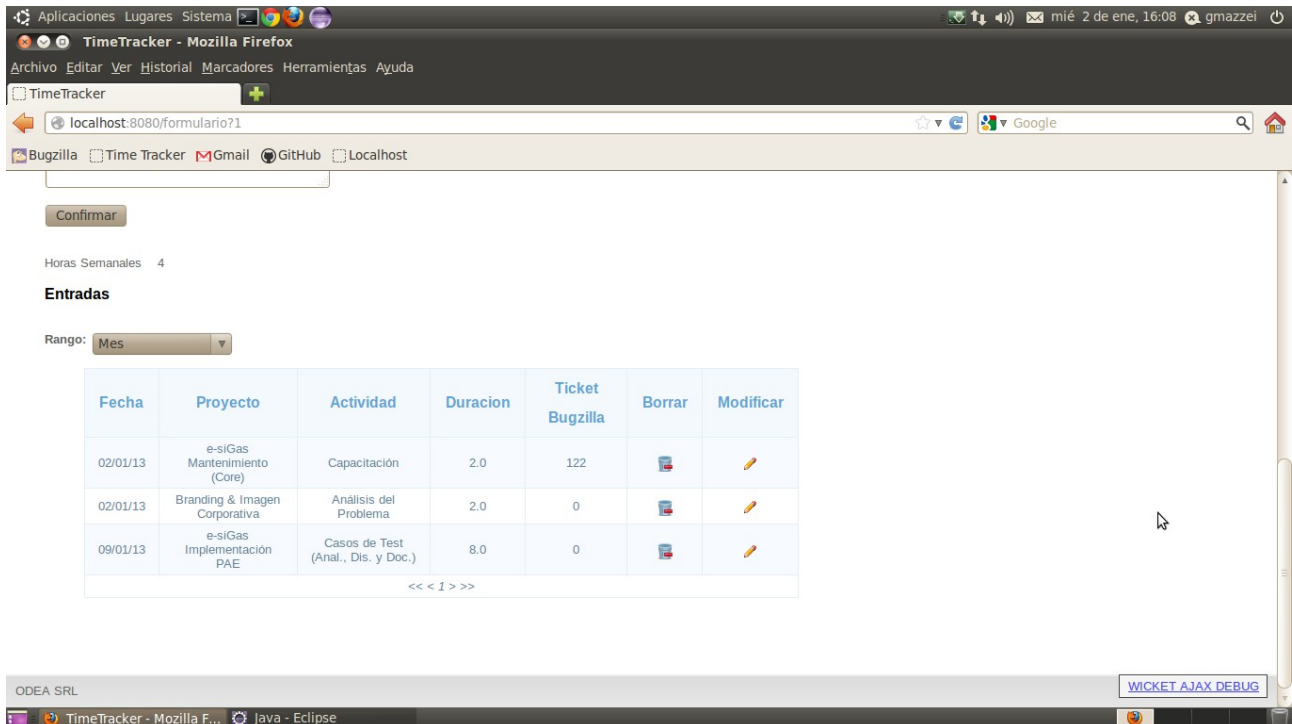 Aplicaciones Lugares Sistema
mié 2 de ene, 16:08 gmazzei
TimeTracker - Mozilla Firefox
Archivo Editar Ver Historial Marcadores Herramientas Ayuda
TimeTracker
localhost:8080/formulario?1
Google
Bugzilla Time Tracker Gmail GitHub Localhost
Confirmar
Horas Semanales 4
Entradas
Rango: Mes
Fecha Proyecto Actividad Duracion Ticket Bugzilla Borrar Modificar
02/01/13 e-siGas Mantenimiento (Core) Capacitación 2.0 122
02/01/13 Branding & Imagen Corporativa Análisis del Problema 2.0 0
09/01/13 e-siGas Implementación PAE Casos de Test (Anal., Dis. y Doc.) 8.0 0
<< < 1 > >>
ODEA SRL
WICKET AJAX DEBUG
TimeTracker - Mozilla F... Java - Eclipse